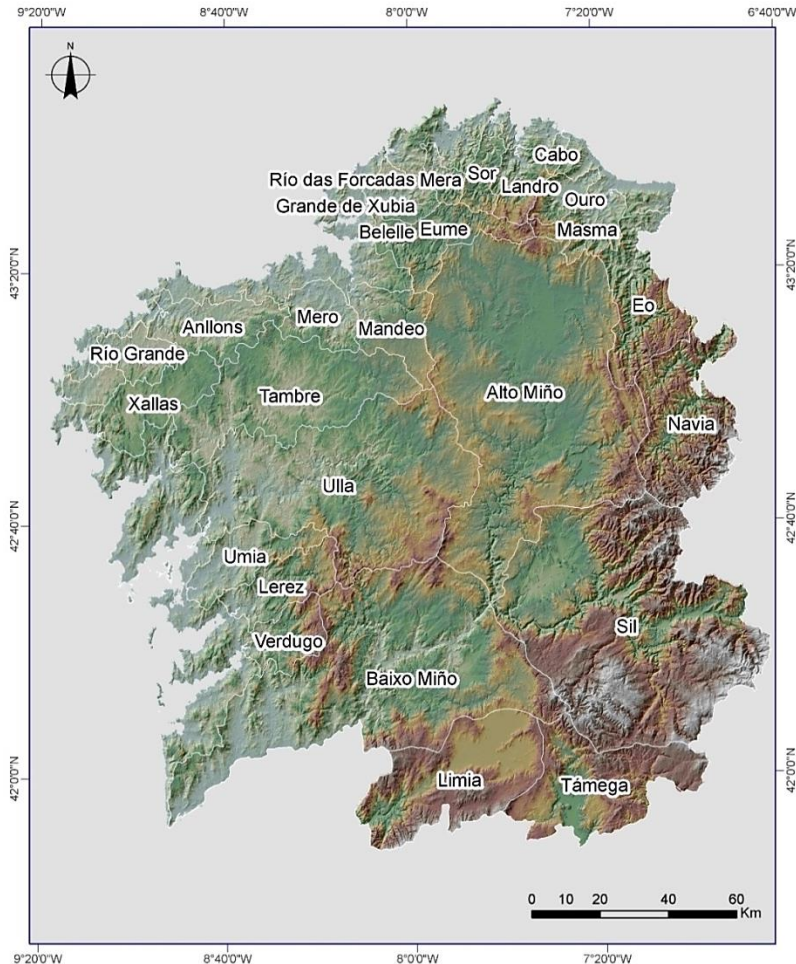 9°20'0"W 8°40'0"W 8°0'0"W 7°20'0"W 6°40'0"W
N
Cabo
Río das Forcadas Mera Sor
Landro
Grande de Xubia Ouro
Belelle Eume Masma
43°20'0"N 43°20'0"N
Eo
Mero
Anllons Mandeo
Río Grande
Xallas Tambre Alto Miño
Navia
Ulla
42°40'0"N 42°40'0"N
Umia
Lerez
Sil
Verdugo
Baixo Miño
42°0'0"N 42°0'0"N
Limia Támega
0 10 20 40 60
Km
9°20'0"W 8°40'0"W 8°0'0"W 7°20'0"W